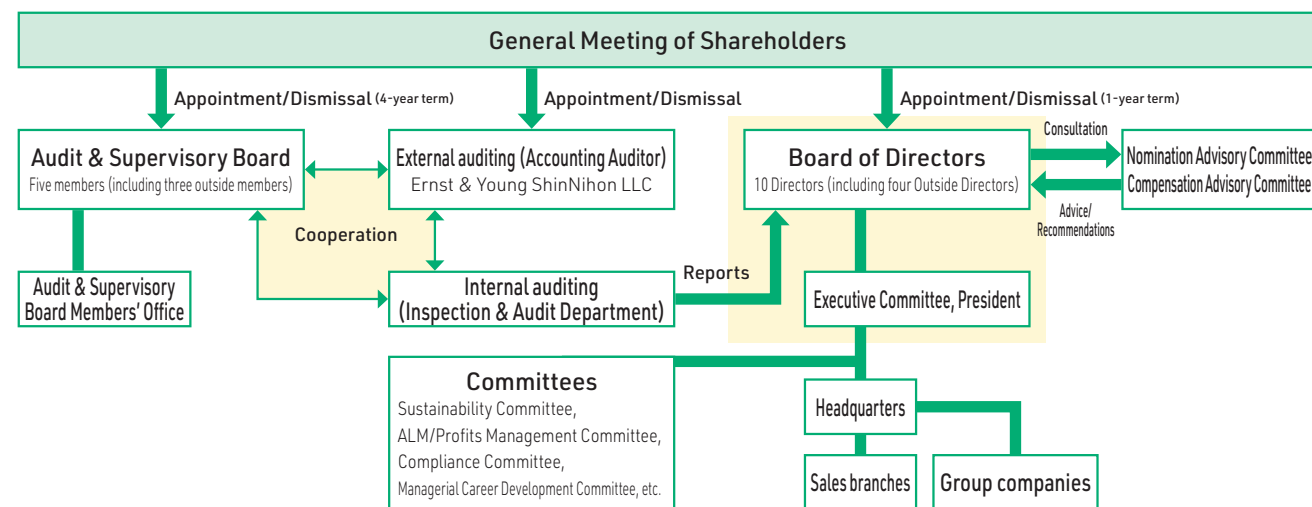 General Meeting of Shareholders
Appointment/Dismissal (4-year term)
Appointment/Dismissal
Appointment/Dismissal (1-year term)
Audit & Supervisory Board
Five members (including three outside members)
External auditing (Accounting Auditor)
Ernst & Young ShinNihon LLC
Board of Directors
10 Directors (including four Outside Directors)
Consultation
Nomination Advisory Committee
Compensation Advisory Committee
Advice/
Recommendations
Cooperation
Audit & Supervisory
Board Members’ Office
Internal auditing
(Inspection & Audit Department)
Reports
Executive Committee, President
Committees
Sustainability Committee,
ALM/Profits Management Committee,
Compliance Committee,
Managerial Career Development Committee, etc.
Headquarters
Sales branches
Group companies